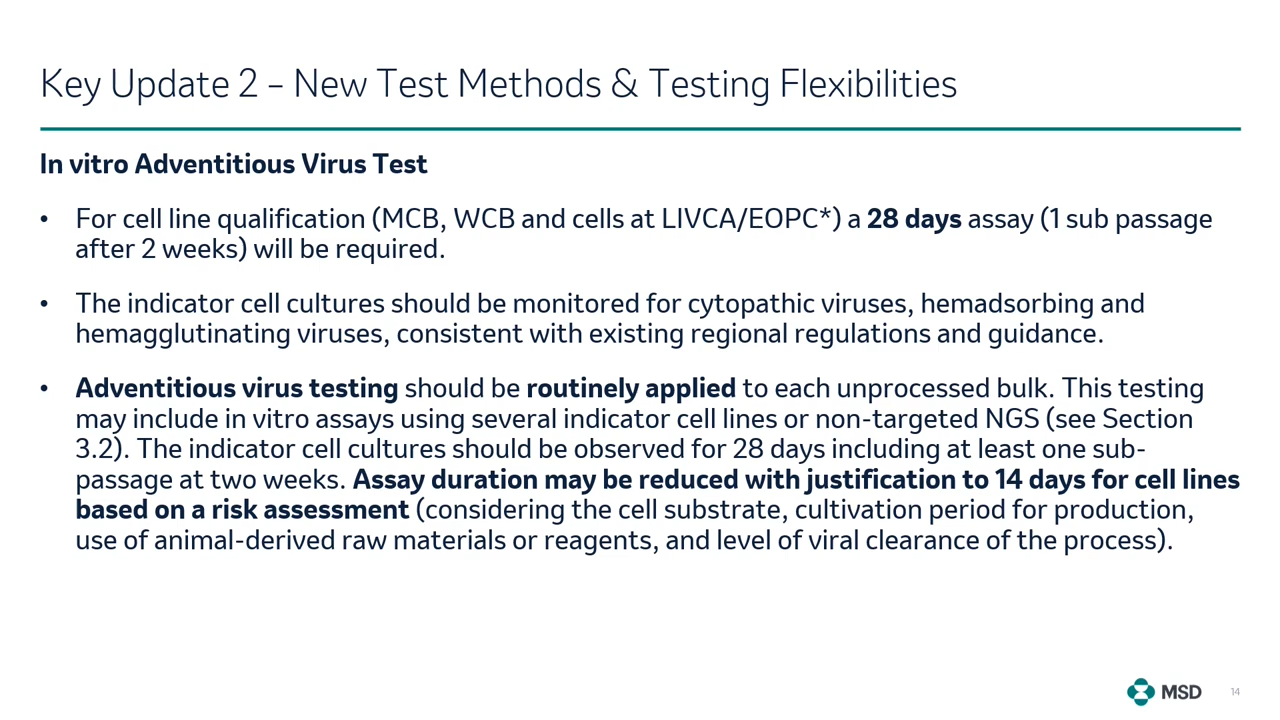 Key Update 2 – New Test Methods & Testing Flexibilities
In vitro Adventitious Virus Test
• For cell line qualification (MCB, WCB and cells at LIVCA/EOPC*) a 28 days assay (1 sub passage
after 2 weeks) will be required.
• The indicator cell cultures should be monitored for cytopathic viruses, hemadsorbing and
hemagglutinating viruses, consistent with existing regional regulations and guidance.
• Adventitious virus testing should be routinely applied to each unprocessed bulk. This testing
may include in vitro assays using several indicator cell lines or non-targeted NGS (see Section
3.2). The indicator cell cultures should be observed for 28 days including at least one sub-
passage at two weeks. Assay duration may be reduced with justification to 14 days for cell lines
based on a risk assessment (considering the cell substrate, cultivation period for production,
use of animal-derived raw materials or reagents, and level of viral clearance of the process).
MSD
14